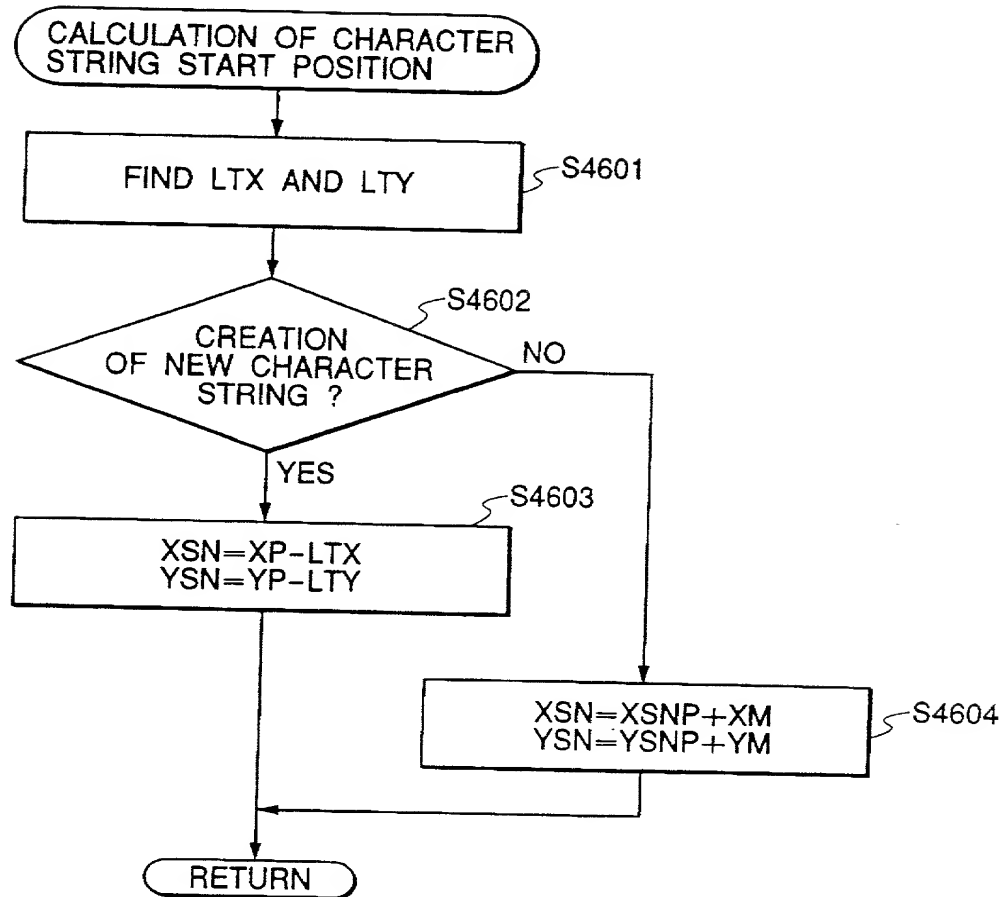 CALCULATION OF CHARACTER
STRING START POSITION
FIND LTX AND LTY
S4601
S4602
CREATION
OF NEW CHARACTER
STRING ?
NO
YES
S4603
XSN=XP-LTX
YSN=YP-LTY
XSN=XSNP+XM
YSN=YSNP+YM
S4604
RETURN